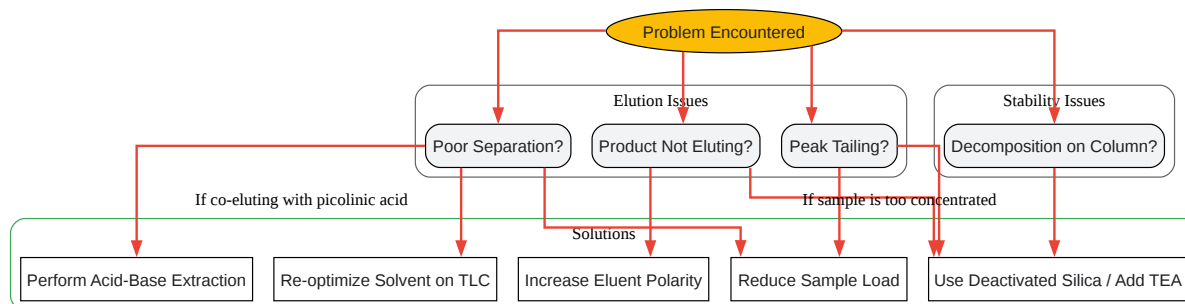 Problem Encountered
Elution Issues
Stability Issues
Poor Separation?
Product Not Eluting?
Peak Tailing?
Decomposition on Column?
If co-eluting with picolinic acid
If sample is too concentrated
Solutions
Perform Acid-Base Extraction
Re-optimize Solvent on TLC
Increase Eluent Polarity
Reduce Sample Load
Use Deactivated Silica / Add TEA